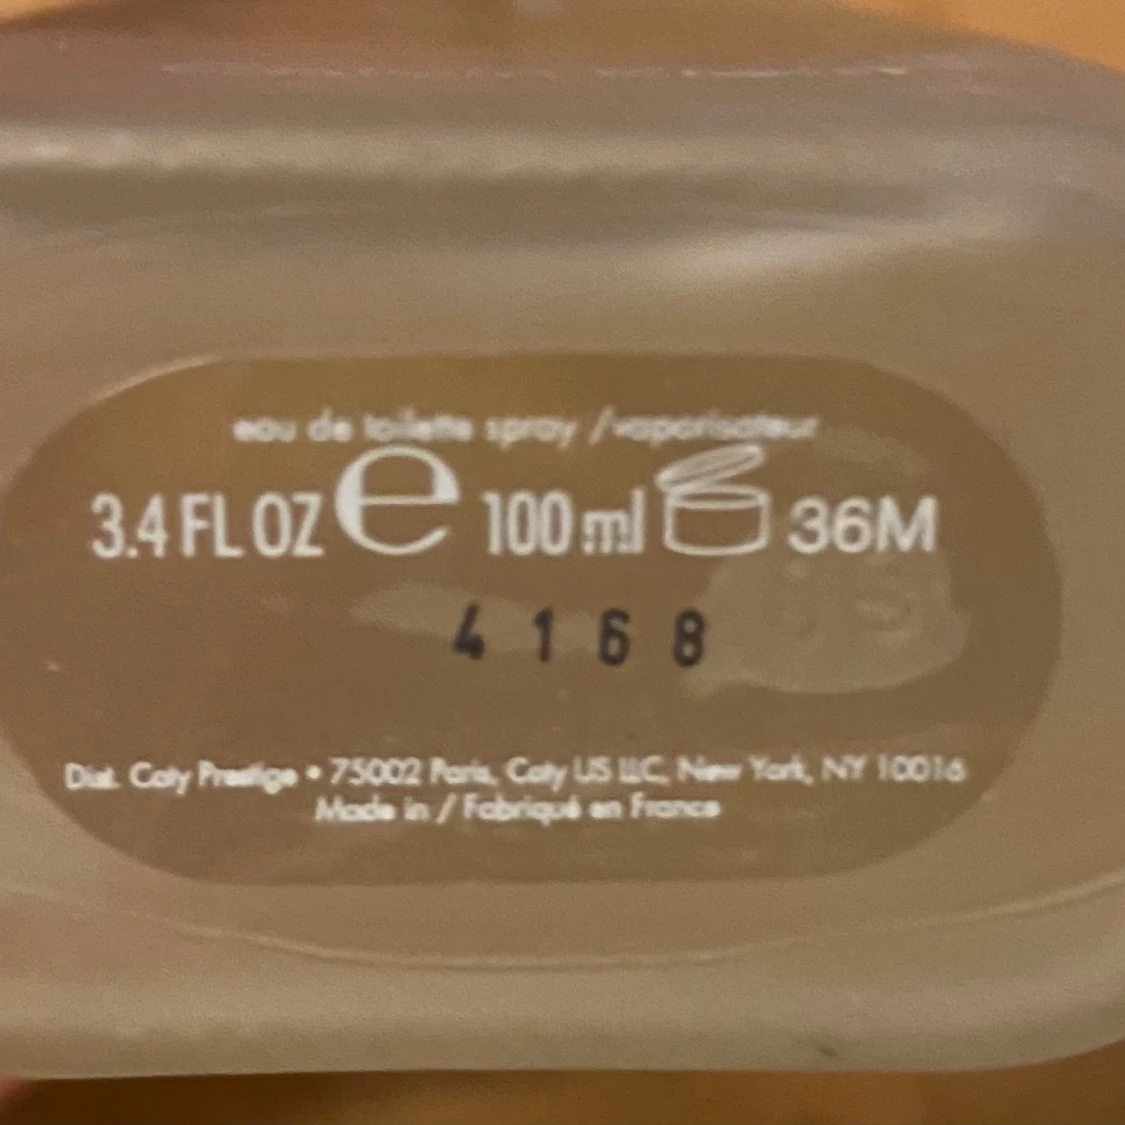 eau de toilette spray / vaporisateur
3.4 FL OZ e 100 ml 36M
4168
Dist. Coty Prestige • 75002 Paris, Coty US LLC, New York, NY 10016
Made in / Fabriqué en France